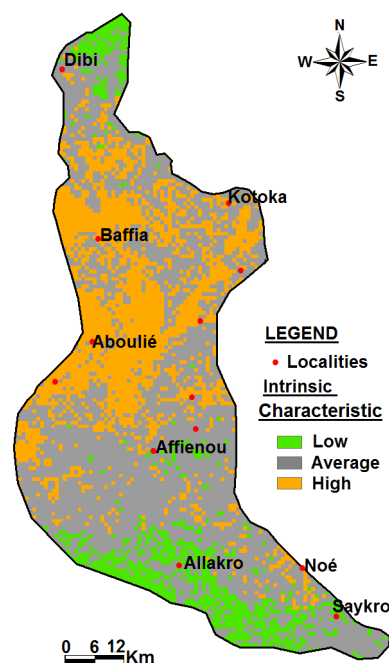 N
W E
S
Dibi
Kotoka
Baffia
Aboulié
LEGEND
Localities
Intrinsic
Characteristic
Low
Average
High
Affienou
Allakro
Noé
Saykro
0 6 12
Km